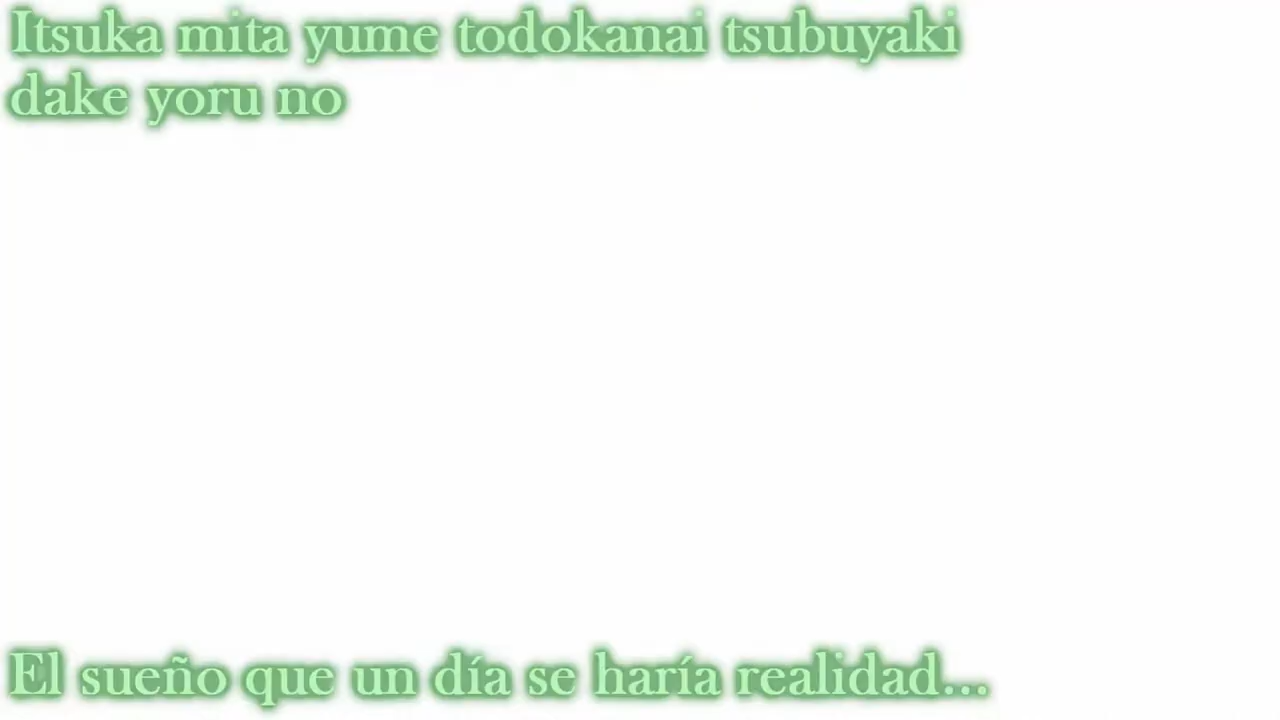 Itsuka mita yume todokanai tsubuyaki
dake yoru no
El sueño que un día se haría realidad...